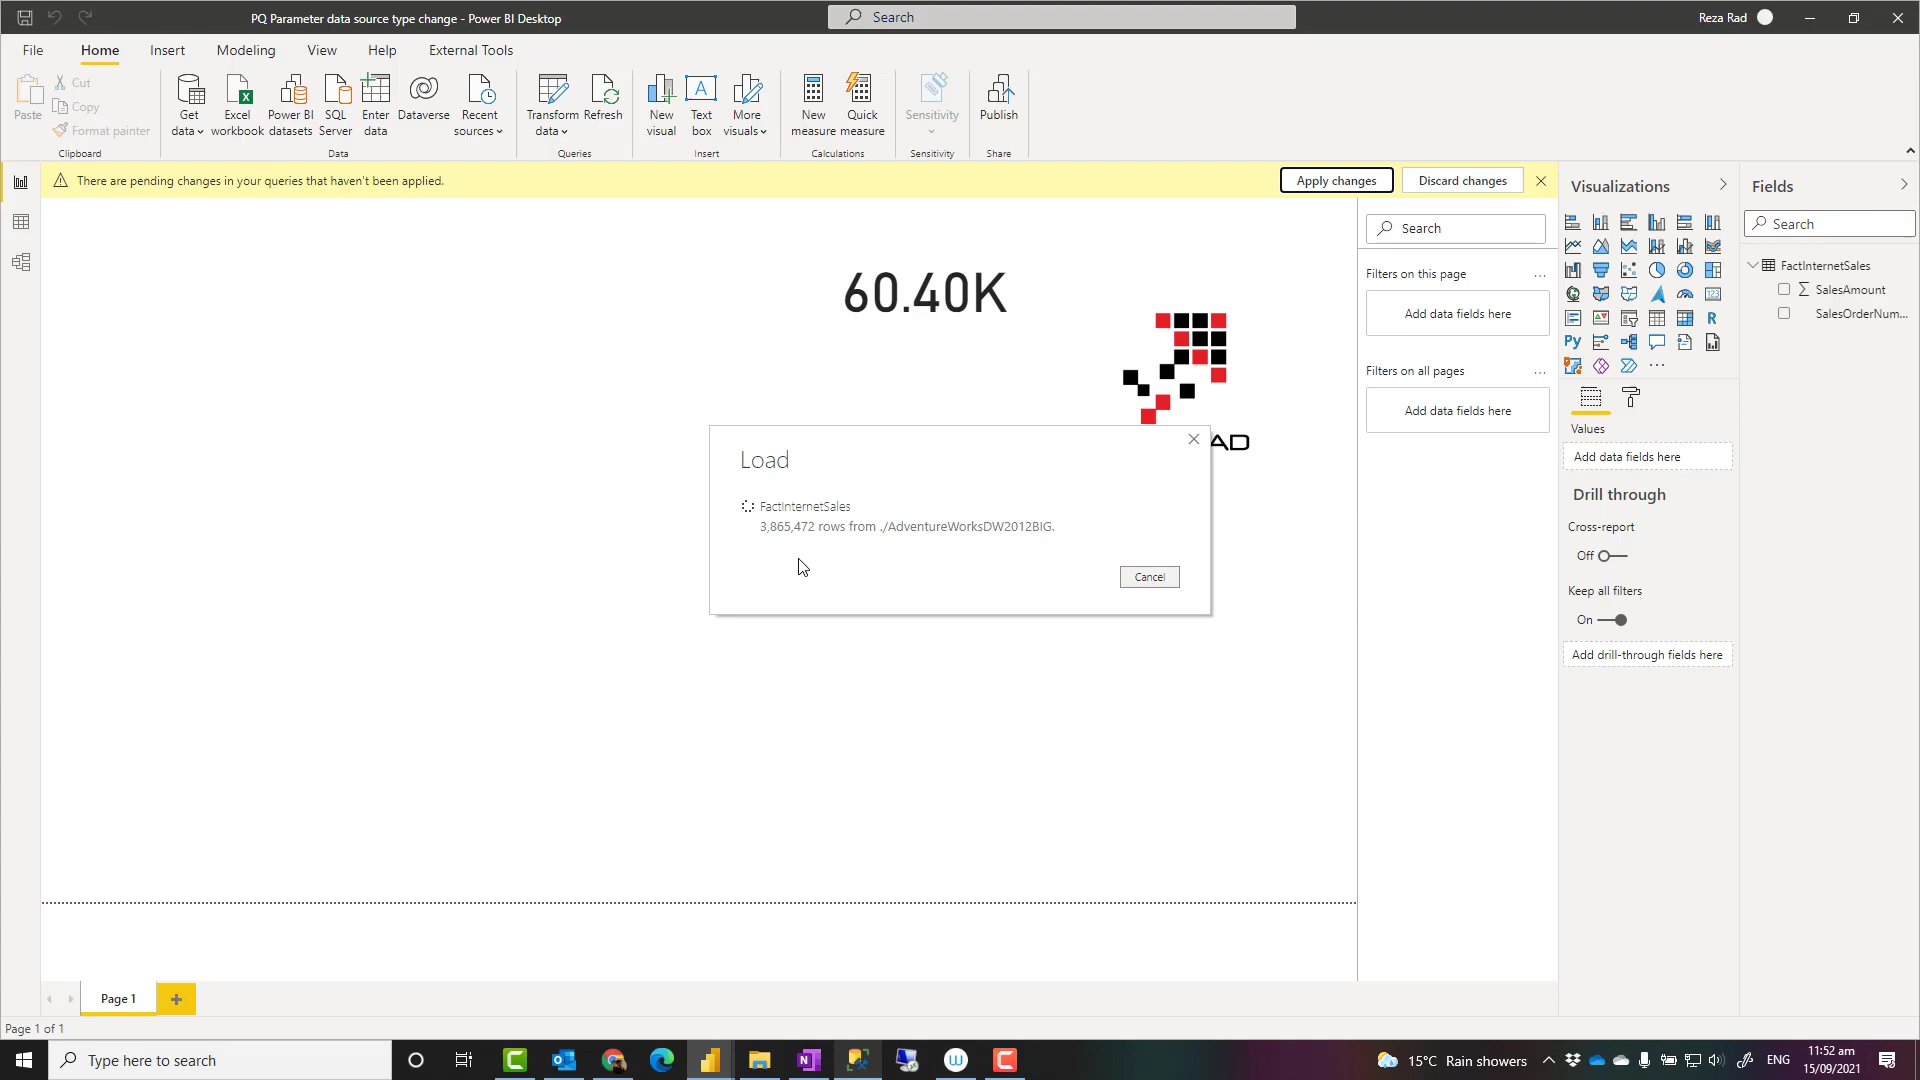 PQ Parameter data source type change - Power BI Desktop
Search
Reza Rad
File
Home
Insert
Modeling
View
Help
External Tools
Paste
Cut
Copy
Format painter
Clipboard
Get data
Excel workbook
Power BI datasets
SQL Server
Enter data
Dataverse
Recent sources
Data
Transform data
Refresh
Queries
New visual
Text box
More visuals
Insert
New measure
Quick measure
Calculations
Sensitivity
Sensitivity
Publish
Share
There are pending changes in your queries that haven't been applied.
Apply changes
Discard changes
60.40K
AD
Load
FactInternetSales
3,865,472 rows from ./AdventureWorksDW2012BIG.
Cancel
Search
Filters on this page
...
Add data fields here
Filters on all pages
...
Add data fields here
Visualizations
R
Py
...
Values
Add data fields here
Drill through
Cross-report
Off
Keep all filters
On
Add drill-through fields here
Fields
Search
FactInternetSales
∑ SalesAmount
SalesOrderNum...
Page 1
+
Page 1 of 1
Type here to search
15°C Rain showers
ENG
11:52 am
15/09/2021